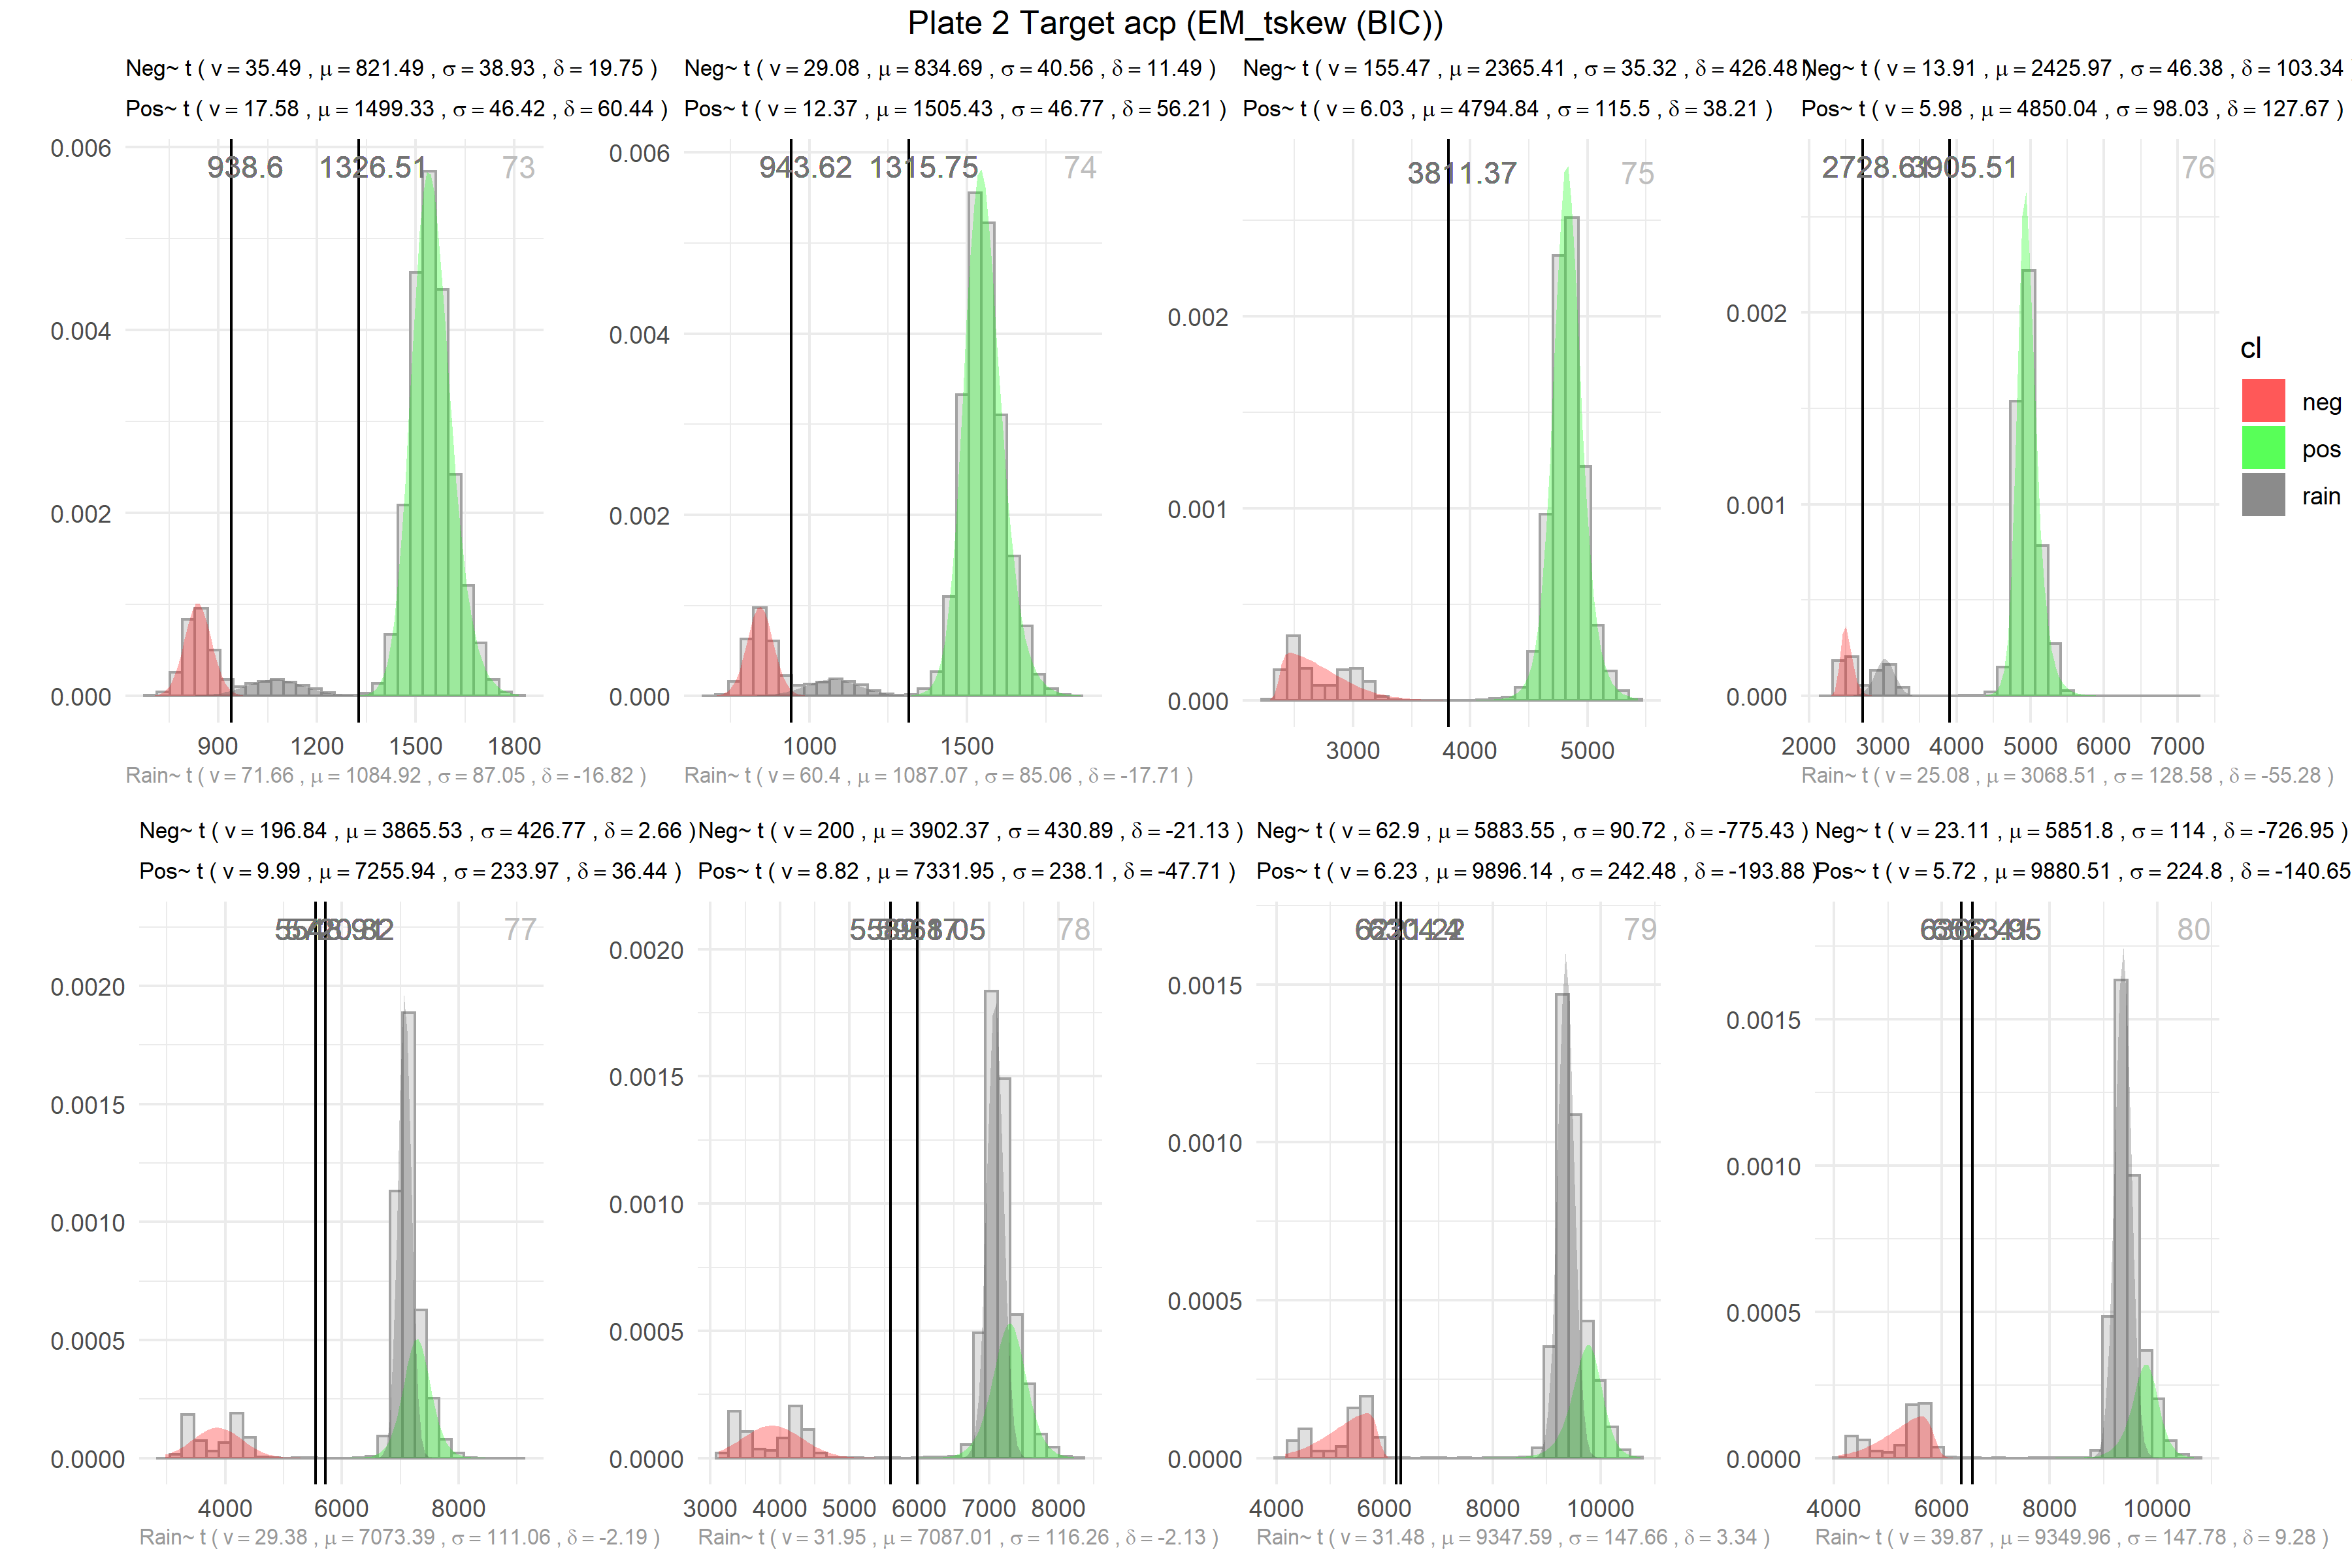 Plate 2 Target acp (EM_tskew (BIC))
Neg~ t ( v = 35.49 , μ = 821.49 , σ = 38.93 , δ = 19.75 )
Pos~ t ( v = 17.58 , μ = 1499.33 , σ = 46.42 , δ = 60.44 )
938.6 1326.51 73
0.006
0.004
0.002
0.000
900 1200 1500 1800
Rain~ t ( v = 71.66 , μ = 1084.92 , σ = 87.05 , δ = -16.82 )
Neg~ t ( v = 29.08 , μ = 834.69 , σ = 40.56 , δ = 11.49 )
Pos~ t ( v = 12.37 , μ = 1505.43 , σ = 46.77 , δ = 56.21 )
943.62 1315.75 74
0.006
0.004
0.002
0.000
1000 1500
Rain~ t ( v = 60.4 , μ = 1087.07 , σ = 85.06 , δ = -17.71 )
Neg~ t ( v = 155.47 , μ = 2365.41 , σ = 35.32 , δ = 426.48 )
Pos~ t ( v = 6.03 , μ = 4794.84 , σ = 115.5 , δ = 38.21 )
3811.37 75
0.002
0.001
0.000
3000 4000 5000
Neg~ t ( v = 13.91 , μ = 2425.97 , σ = 46.38 , δ = 103.34
Pos~ t ( v = 5.98 , μ = 4850.04 , σ = 98.03 , δ = 127.67 )
2728.61 3905.51 76
0.002
0.001
0.000
2000 3000 4000 5000 6000 7000
Rain~ t ( v = 25.08 , μ = 3068.51 , σ = 128.58 , δ = -55.28 )
cl
neg
pos
rain
Neg~ t ( v = 196.84 , μ = 3865.53 , σ = 426.77 , δ = 2.66 )
Pos~ t ( v = 9.99 , μ = 7255.94 , σ = 233.97 , δ = 36.44 )
77
0.0020
0.0015
0.0010
0.0005
0.0000
4000 6000 8000
Rain~ t ( v = 29.38 , μ = 7073.39 , σ = 111.06 , δ = -2.19 )
Neg~ t ( v = 200 , μ = 3902.37 , σ = 430.89 , δ = -21.13 )
Pos~ t ( v = 8.82 , μ = 7331.95 , σ = 238.1 , δ = -47.71 )
78
0.0020
0.0015
0.0010
0.0005
0.0000
3000 4000 5000 6000 7000 8000
Rain~ t ( v = 31.95 , μ = 7087.01 , σ = 116.26 , δ = -2.13 )
Neg~ t ( v = 62.9 , μ = 5883.55 , σ = 90.72 , δ = -775.43 )
Pos~ t ( v = 6.23 , μ = 9896.14 , σ = 242.48 , δ = -193.88 )
79
0.0015
0.0010
0.0005
0.0000
4000 6000 8000 10000
Rain~ t ( v = 31.48 , μ = 9347.59 , σ = 147.66 , δ = 3.34 )
Neg~ t ( v = 23.11 , μ = 5851.8 , σ = 114 , δ = -726.95 )
Pos~ t ( v = 5.72 , μ = 9880.51 , σ = 224.8 , δ = -140.65
80
0.0015
0.0010
0.0005
0.0000
4000 6000 8000 10000
Rain~ t ( v = 39.87 , μ = 9349.96 , σ = 147.78 , δ = 9.28 )